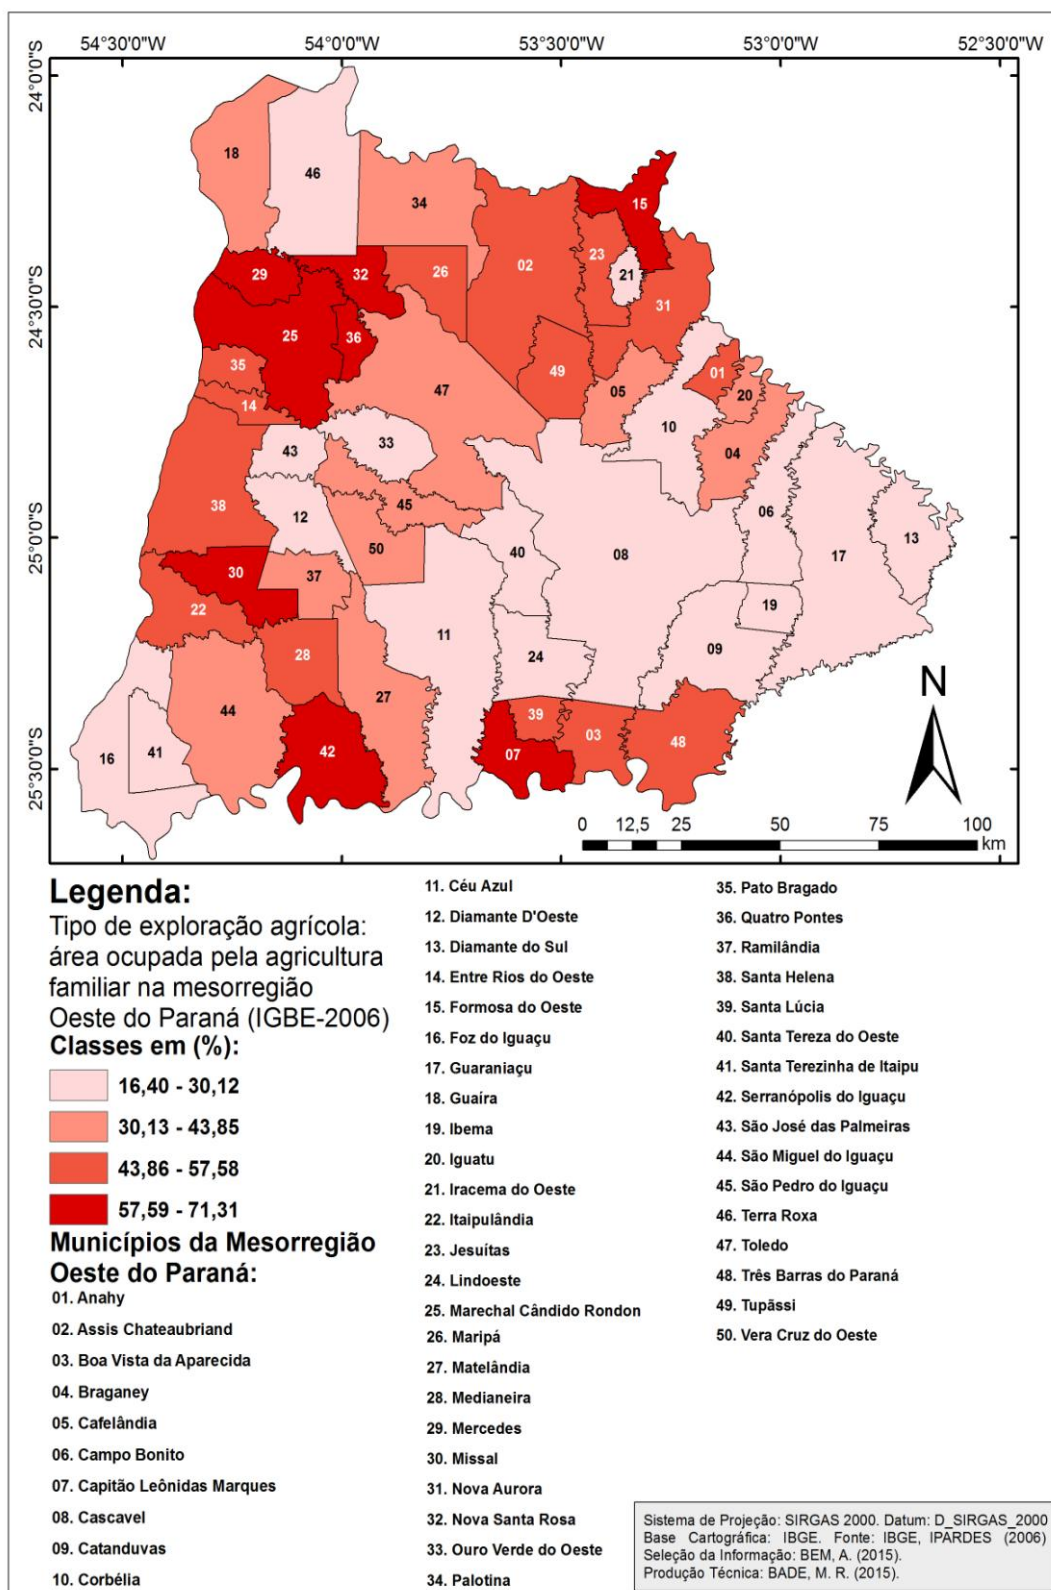 54°30'0"W 54°0'0"W 53°30'0"W 53°0'0"W 52°30'0"W
24°0'0"S
24°30'0"S
25°0'0"S
25°30'0"S
18
46
34
15
29
32
26
02
23
21
31
25
36
35
14
47
49
05
01
20
10
04
43
33
38
12
45
50
40
08
06
17
13
30
37
22
11
19
28
24
09
44
27
16
41
42
39
07
03
48
N
0 12,5 25 50 75 100
km
Legenda:
Tipo de exploração agrícola:
área ocupada pela agricultura
familiar na mesorregião
Oeste do Paraná (IGBE-2006)
Classes em (%):
16,40 - 30,12
30,13 - 43,85
43,86 - 57,58
57,59 - 71,31
Municípios da Mesorregião
Oeste do Paraná:
01. Anahy
02. Assis Chateaubriand
03. Boa Vista da Aparecida
04. Braganey
05. Cafelândia
06. Campo Bonito
07. Capitão Leônidas Marques
08. Cascavel
09. Catanduvas
10. Corbélia
11. Céu Azul
12. Diamante D'Oeste
13. Diamante do Sul
14. Entre Rios do Oeste
15. Formosa do Oeste
16. Foz do Iguaçu
17. Guaraniaçu
18. Guaíra
19. Ibema
20. Iguatu
21. Iracema do Oeste
22. Itaipulândia
23. Jesuítas
24. Lindoeste
25. Marechal Cândido Rondon
26. Maripá
27. Matelândia
28. Medianeira
29. Mercedes
30. Missal
31. Nova Aurora
32. Nova Santa Rosa
33. Ouro Verde do Oeste
34. Palotina
35. Pato Bragado
36. Quatro Pontes
37. Ramilândia
38. Santa Helena
39. Santa Lúcia
40. Santa Tereza do Oeste
41. Santa Terezinha de Itaipu
42. Serranópolis do Iguaçu
43. São José das Palmeiras
44. São Miguel do Iguaçu
45. São Pedro do Iguaçu
46. Terra Roxa
47. Toledo
48. Três Barras do Paraná
49. Tupãssi
50. Vera Cruz do Oeste
Sistema de Projeção: SIRGAS 2000. Datum: D_SIRGAS_2000
Base Cartográfica: IBGE. Fonte: IBGE, IPARDES (2006)
Seleção da Informação: BEM, A. (2015).
Produção Técnica: BADE, M. R. (2015).